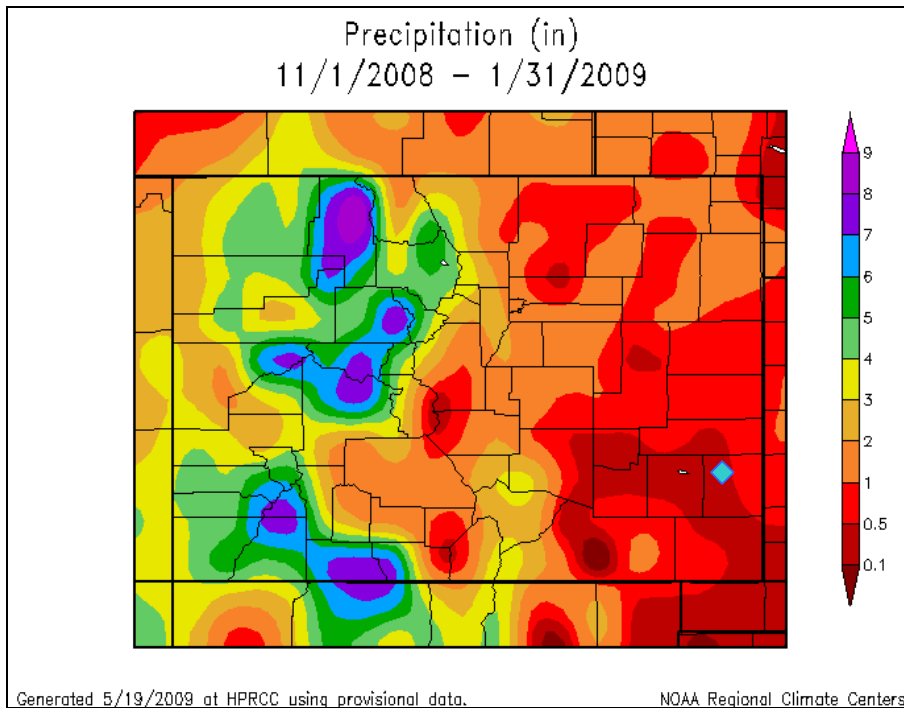 Precipitation (in)
11/1/2008 – 1/31/2009
9
8
7
6
5
4
3
2
1
0.5
0.1
Generated 5/19/2009 at HPRCC using provisional data.
NOAA Regional Climate Centers